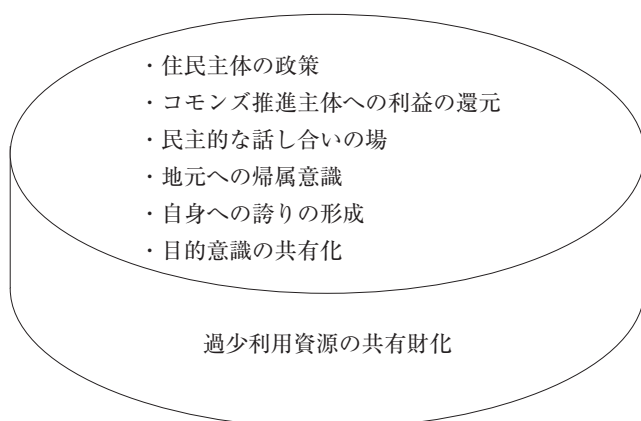 ・住民主体の政策
・コモンズ推進主体への利益の還元
・民主的な話し合いの場
・地元への帰属意識
・自身への誇りの形成
・目的意識の共有化
過少利用資源の共有財化